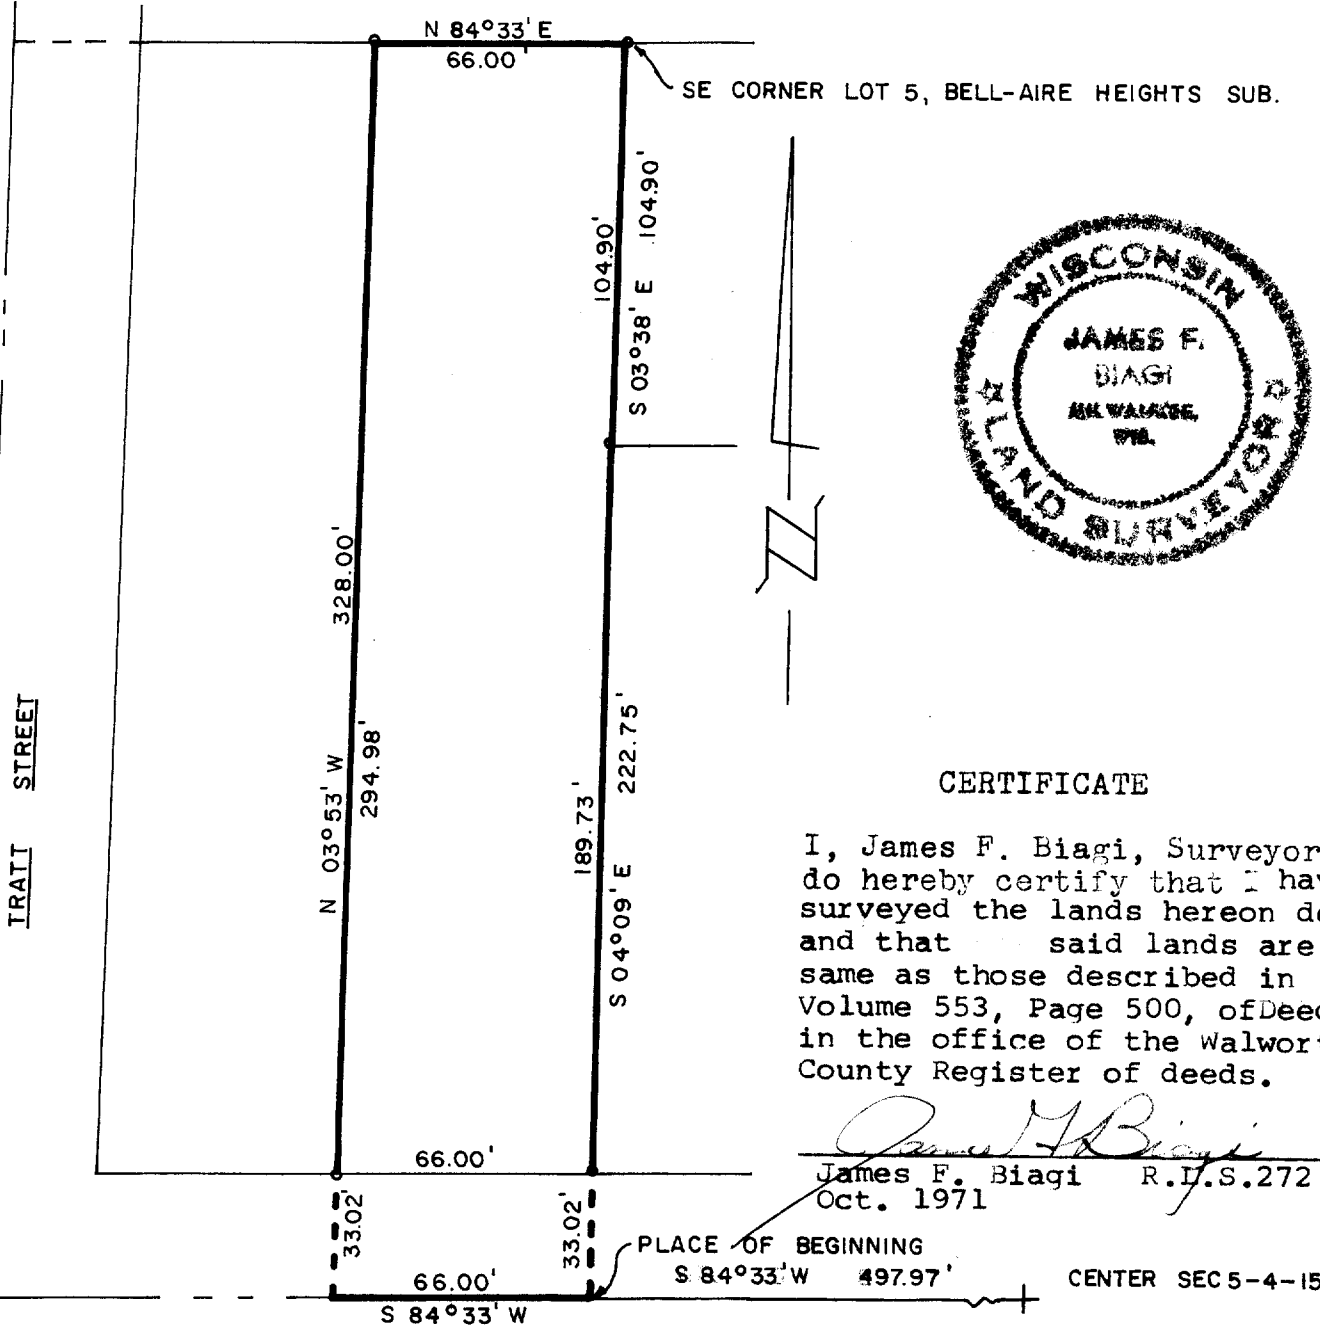 N 84°33' E
66.00'
SE CORNER LOT 5, BELL-AIRE HEIGHTS SUB.
104.90'
S 03°38' E 104.90'
WISCONSIN
JAMES F.
BIAGI
MILWAUKEE,
WIS.
LAND SURVEYOR
N
328.00'
N 03°53' W
294.98'
TRATT STREET
189.73'
S 04°09' E 222.75'
CERTIFICATE
I, James F. Biagi, Surveyor
do hereby certify that I hav
surveyed the lands hereon de
and that said lands are
same as those described in
Volume 553, Page 500, ofDeed
in the office of the Walwort
County Register of deeds.
James F. Biagi
James F. Biagi R.L.S.272
Oct. 1971
66.00'
33.02'
33.02'
PLACE OF BEGINNING
S 84°33' W 497.97'
CENTER SEC 5-4-15
66.00'
S 84°33' W